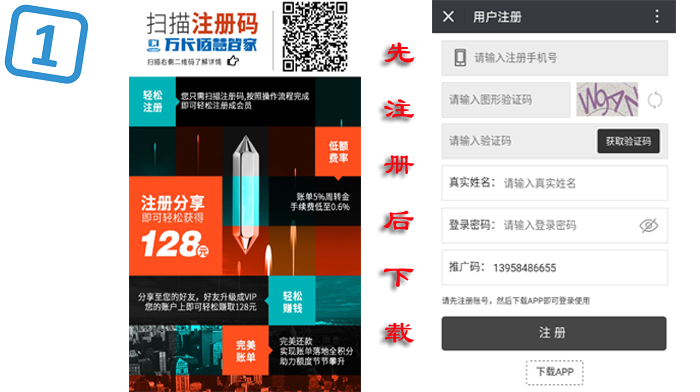 1
扫描注册码
万长信慧管家
扫描右侧二维码了解详情
轻松
注册
您只需扫描注册码,按照操作流程完成
即可轻松注册成会员
低额
费率
账单5%周转金
手续费低至0.6%
注册分享
即可轻松获得
128元
分享至您的好友，好友升级成VIP
您的账户上即可轻松赚取128元
轻松
赚钱
完美
账单
完美还款
实现账单落地全积分
助力额度节节攀升
先
注
册
后
下
载
用户注册
请输入注册手机号
请输入图形验证码
请输入验证码
获取验证码
真实姓名：请输入真实姓名
登录密码：请输入登录密码
推广码：13958486655
请先注册账号，然后下载APP即可登录使用
注 册
下载APP